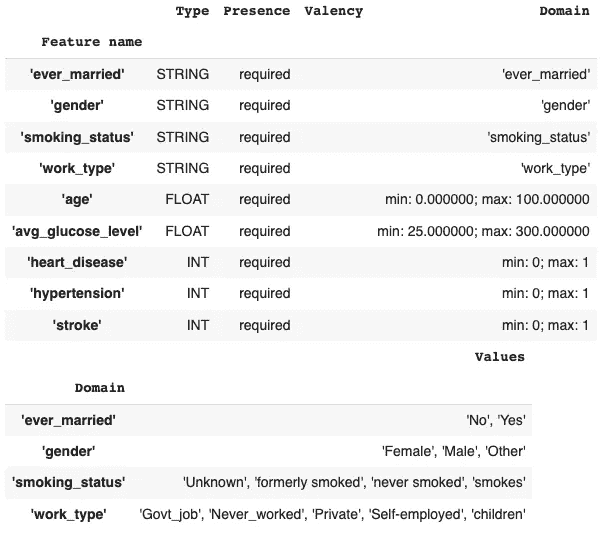 Type Presence Valency Domain
Feature name
'ever_married' STRING required 'ever_married'
'gender' STRING required 'gender'
'smoking_status' STRING required 'smoking_status'
'work_type' STRING required 'work_type'
'age' FLOAT required min: 0.000000; max: 100.000000
'avg_glucose_level' FLOAT required min: 25.000000; max: 300.000000
'heart_disease' INT required min: 0; max: 1
'hypertension' INT required min: 0; max: 1
'stroke' INT required min: 0; max: 1
Values
Domain
'ever_married' 'No', 'Yes'
'gender' 'Female', 'Male', 'Other'
'smoking_status' 'Unknown', 'formerly smoked', 'never smoked', 'smokes'
'work_type' 'Govt_job', 'Never_worked', 'Private', 'Self-employed', 'children'